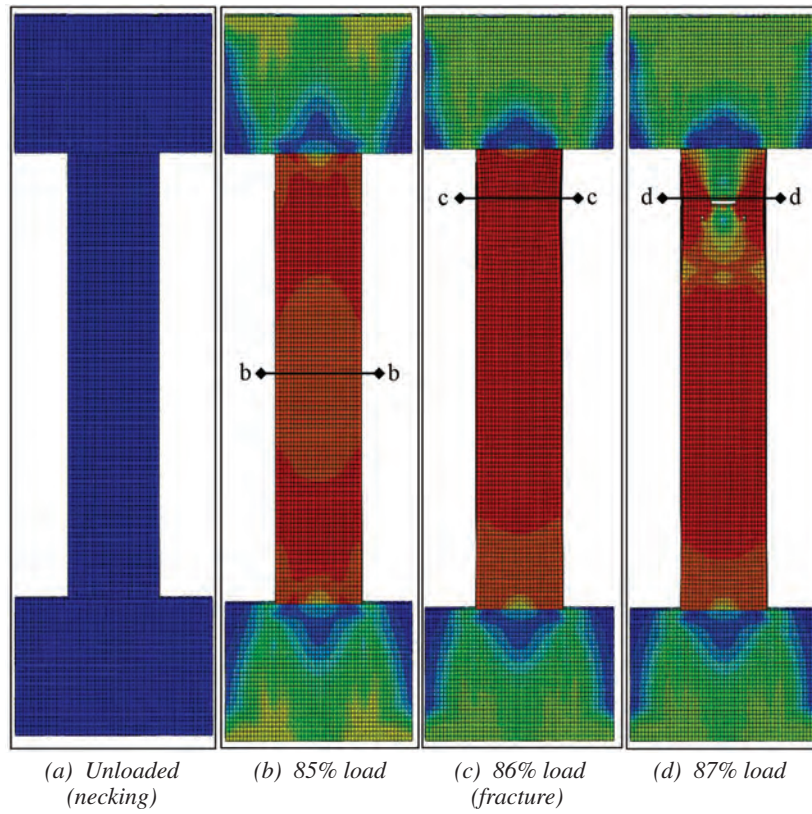 c c
d d
b b
(a) Unloaded
(necking)
(b) 85% load
(c) 86% load
(fracture)
(d) 87% load